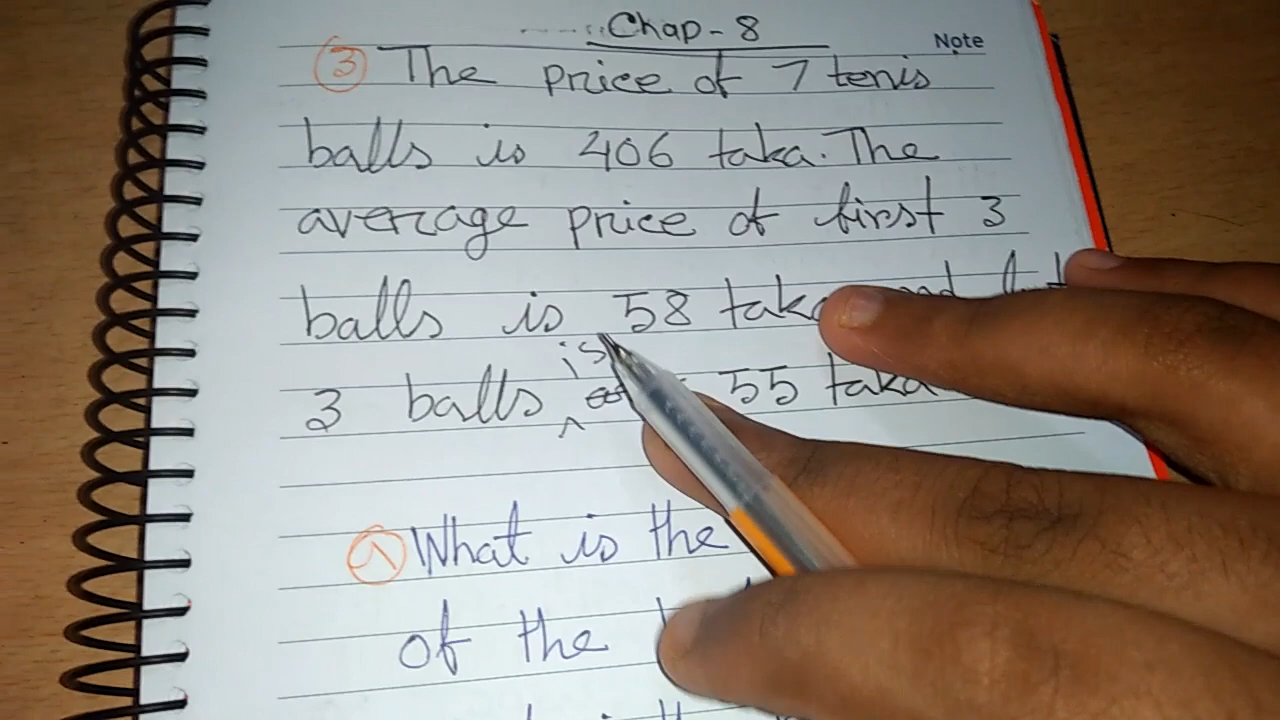 Chap - 8
Note
③ The price of 7 tenis
balls is 406 taka. The
average price of first 3
balls is 58 taka
3 balls is 55 taka
ⓐ What is the
of the